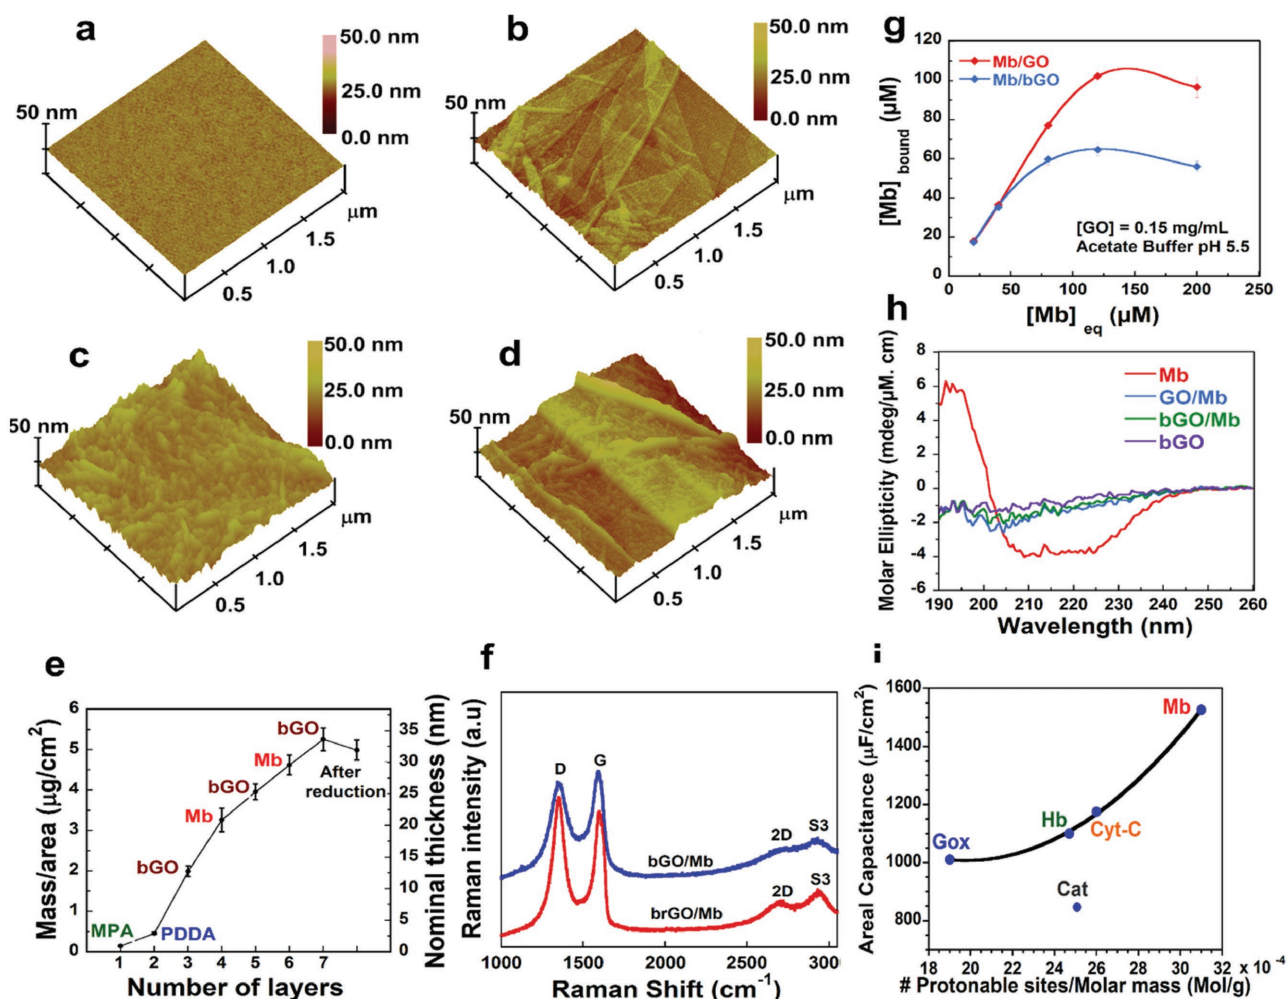 a
50.0 nm
25.0 nm
0.0 nm
50 nm
0.5
1.0
1.5
μm
b
50.0 nm
25.0 nm
0.0 nm
50 nm
0.5
1.0
1.5
μm
c
50.0 nm
25.0 nm
0.0 nm
50 nm
0.5
1.0
1.5
μm
d
50.0 nm
25.0 nm
0.0 nm
50 nm
0.5
1.0
1.5
μm
e
Mass/area (μg/cm²)
6
5
4
3
2
1
0
MPA
PDDA
bGO
Mb
bGO
Mb
bGO
After
reduction
1 2 3 4 5 6 7
Number of layers
Nominal thickness (nm)
35
30
25
20
15
10
5
0
f
Raman intensity (a.u)
D
G
2D
S3
bGO/Mb
2D
S3
brGO/Mb
1000 1500 2000 2500 300
Raman Shift (cm⁻¹)
g
[Mb] bound (μM)
120
100
80
60
40
20
0
Mb/GO
Mb/bGO
[GO] = 0.15 mg/mL
Acetate Buffer pH 5.5
0 50 100 150 200 250
[Mb] eq (μM)
h
Molar Ellipticity (mdeg/μM. cm)
8
6
4
2
0
-2
-4
-6
Mb
GO/Mb
bGO/Mb
bGO
190 200 210 220 230 240 250 260
Wavelength (nm)
i
Areal Capacitance (μF/cm²)
1600
1400
1200
1000
800
Gox
Hb
Cyt-C
Cat
Mb
18 20 22 24 26 28 30 32 x 10⁻⁴
# Protonable sites/Molar mass (Mol/g)